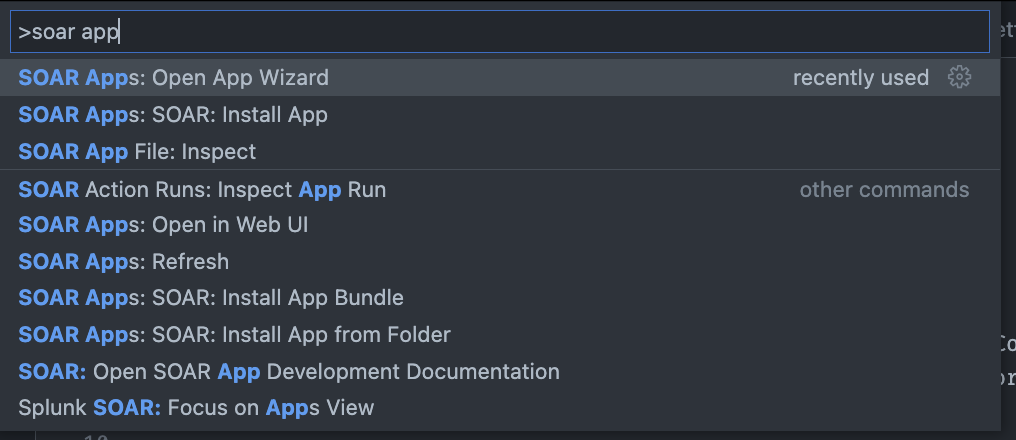 >soar app
SOAR Apps: Open App Wizard recently used
SOAR Apps: SOAR: Install App
SOAR App File: Inspect
SOAR Action Runs: Inspect App Run other commands
SOAR Apps: Open in Web UI
SOAR Apps: Refresh
SOAR Apps: SOAR: Install App Bundle
SOAR Apps: SOAR: Install App from Folder
SOAR: Open SOAR App Development Documentation
Splunk SOAR: Focus on Apps View